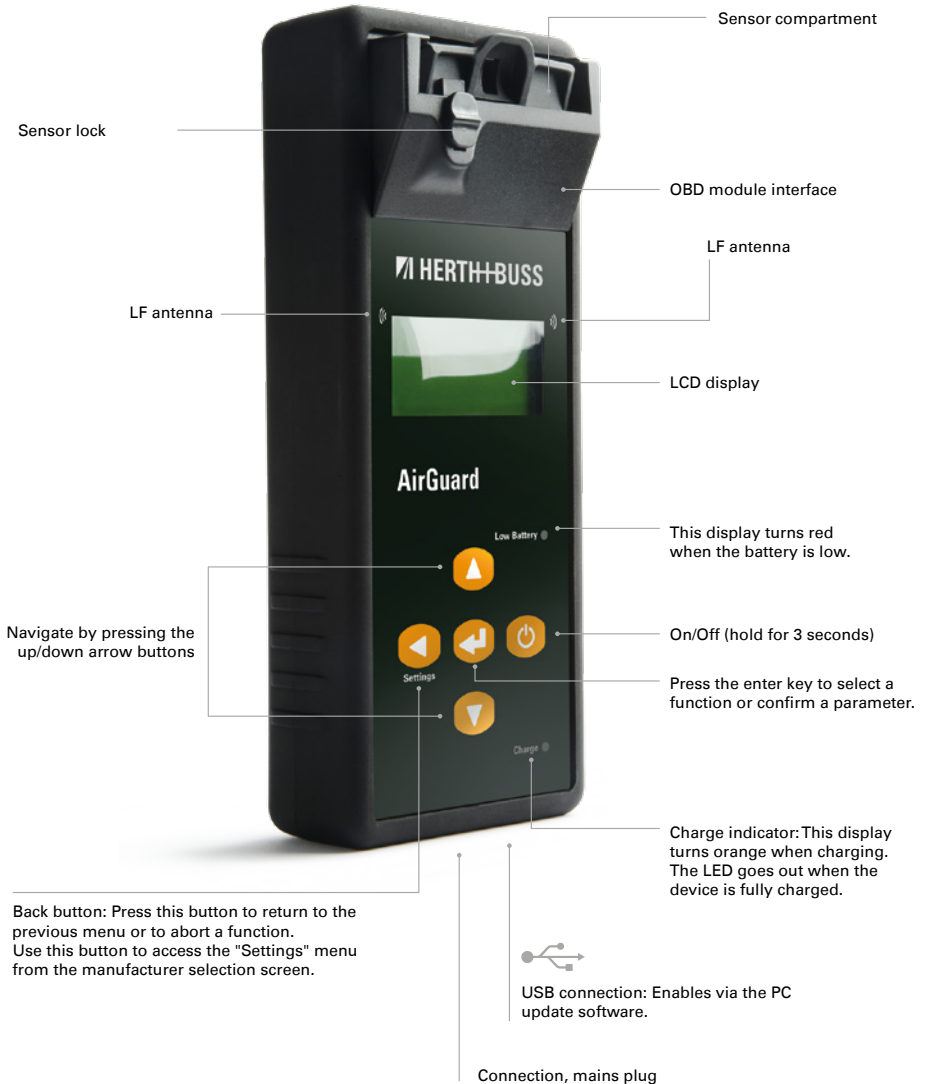 Sensor compartment
Sensor lock
OBD module interface
LF antenna
HERTH+BUSS
LF antenna
LCD display
AirGuard
Low Battery
This display turns red
when the battery is low.
Navigate by pressing the
up/down arrow buttons
On/Off (hold for 3 seconds)
Settings
Press the enter key to select a
function or confirm a parameter.
Charge
Charge indicator: This display
turns orange when charging.
The LED goes out when the
device is fully charged.
Back button: Press this button to return to the
previous menu or to abort a function.
Use this button to access the "Settings" menu
from the manufacturer selection screen.
USB connection: Enables via the PC
update software.
Connection, mains plug